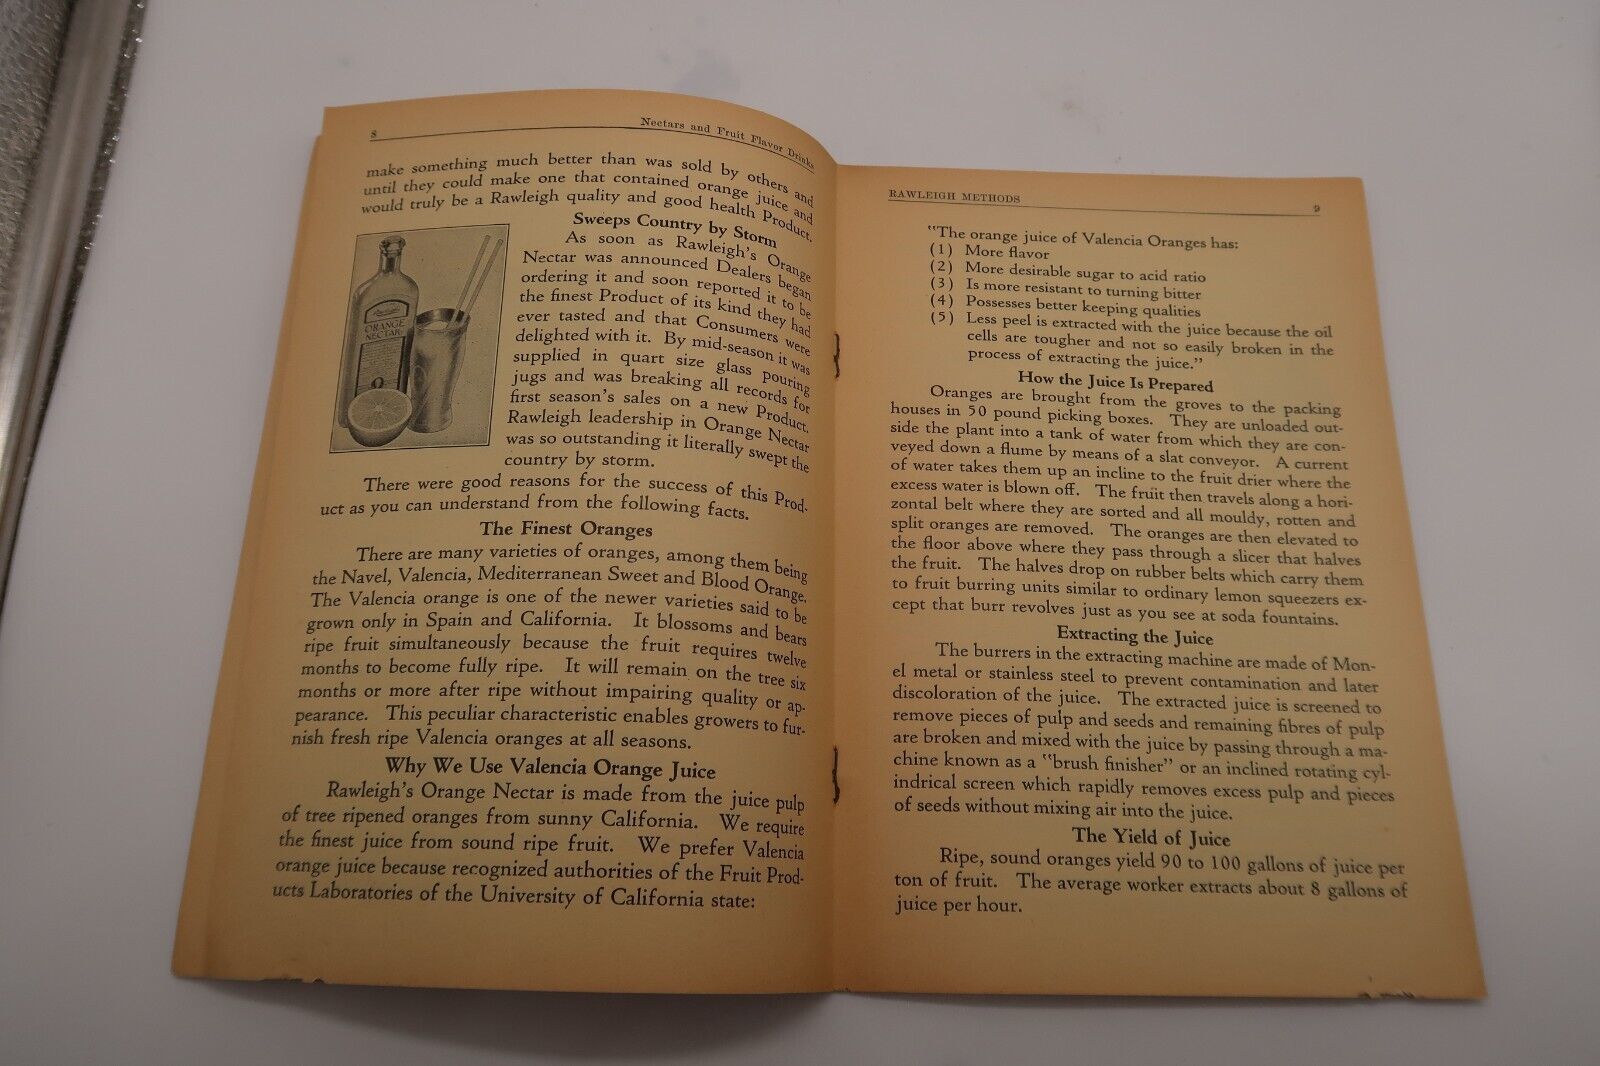 8
Nectars and Fruit Flavor Drinks
make something much better than was sold by others and
until they could make one that contained orange juice and
would truly be a Rawleigh quality and good health Product.
Sweeps Country by Storm
As soon as Rawleigh's Orange
Nectar was announced Dealers began
ordering it and soon reported it to be
the finest Product of its kind they had
ever tasted and that Consumers were
delighted with it. By mid-season it was
supplied in quart size glass pouring
jugs and was breaking all records for
first season's sales on a new Product.
Rawleigh leadership in Orange Nectar
was so outstanding it literally swept the
country by storm.
Rawleigh's
ORANGE
NECTAR
There were good reasons for the success of this Prod-
uct as you can understand from the following facts.
The Finest Oranges
There are many varieties of oranges, among them being
the Navel, Valencia, Mediterranean Sweet and Blood Orange.
The Valencia orange is one of the newer varieties said to be
grown only in Spain and California. It blossoms and bears
ripe fruit simultaneously because the fruit requires twelve
months to become fully ripe. It will remain on the tree six
months or more after ripe without impairing quality or ap-
pearance. This peculiar characteristic enables growers to fur-
nish fresh ripe Valencia oranges at all seasons.
Why We Use Valencia Orange Juice
Rawleigh's Orange Nectar is made from the juice pulp
of tree ripened oranges from sunny California. We require
the finest juice from sound ripe fruit. We prefer Valencia
orange juice because recognized authorities of the Fruit Prod-
ucts Laboratories of the University of California state:
RAWLEIGH METHODS
9
"The orange juice of Valencia Oranges has:
(1) More flavor
(2) More desirable sugar to acid ratio
(3) Is more resistant to turning bitter
(4) Possesses better keeping qualities
(5) Less peel is extracted with the juice because the oil
cells are tougher and not so easily broken in the
process of extracting the juice."
How the Juice Is Prepared
Oranges are brought from the groves to the packing
houses in 50 pound picking boxes. They are unloaded out-
side the plant into a tank of water from which they are con-
veyed down a flume by means of a slat conveyor. A current
of water takes them up an incline to the fruit drier where the
excess water is blown off. The fruit then travels along a hori-
zontal belt where they are sorted and all mouldy, rotten and
split oranges are removed. The oranges are then elevated to
the floor above where they pass through a slicer that halves
the fruit. The halves drop on rubber belts which carry them
to fruit burring units similar to ordinary lemon squeezers ex-
cept that burr revolves just as you see at soda fountains.
Extracting the Juice
The burrers in the extracting machine are made of Mon-
el metal or stainless steel to prevent contamination and later
discoloration of the juice. The extracted juice is screened to
remove pieces of pulp and seeds and remaining fibres of pulp
are broken and mixed with the juice by passing through a ma-
chine known as a "brush finisher" or an inclined rotating cyl-
indrical screen which rapidly removes excess pulp and pieces
of seeds without mixing air into the juice.
The Yield of Juice
Ripe, sound oranges yield 90 to 100 gallons of juice per
ton of fruit. The average worker extracts about 8 gallons of
juice per hour.